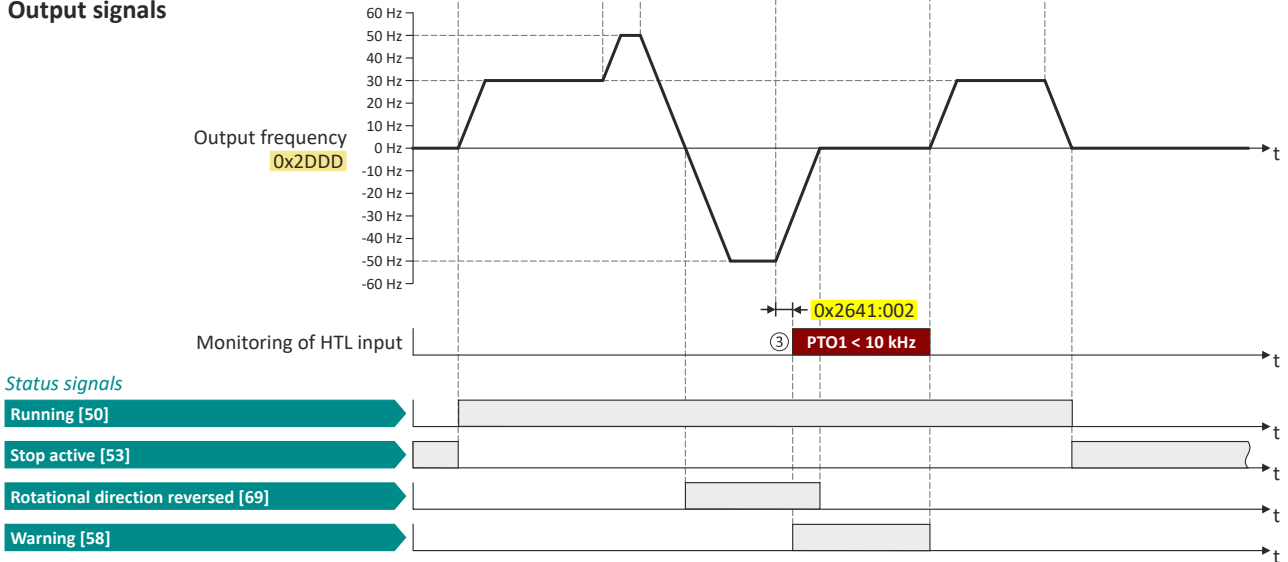 Output signals
60 Hz
50 Hz
40 Hz
30 Hz
20 Hz
10 Hz
0 Hz
-10 Hz
-20 Hz
-30 Hz
-40 Hz
-50 Hz
-60 Hz
Output frequency
0x2DDD
t
0x2641:002
Monitoring of HTL input
3
PTO1 < 10 kHz
t
Status signals
Running [50]
t
Stop active [53]
t
Rotational direction reversed [69]
t
Warning [58]
t